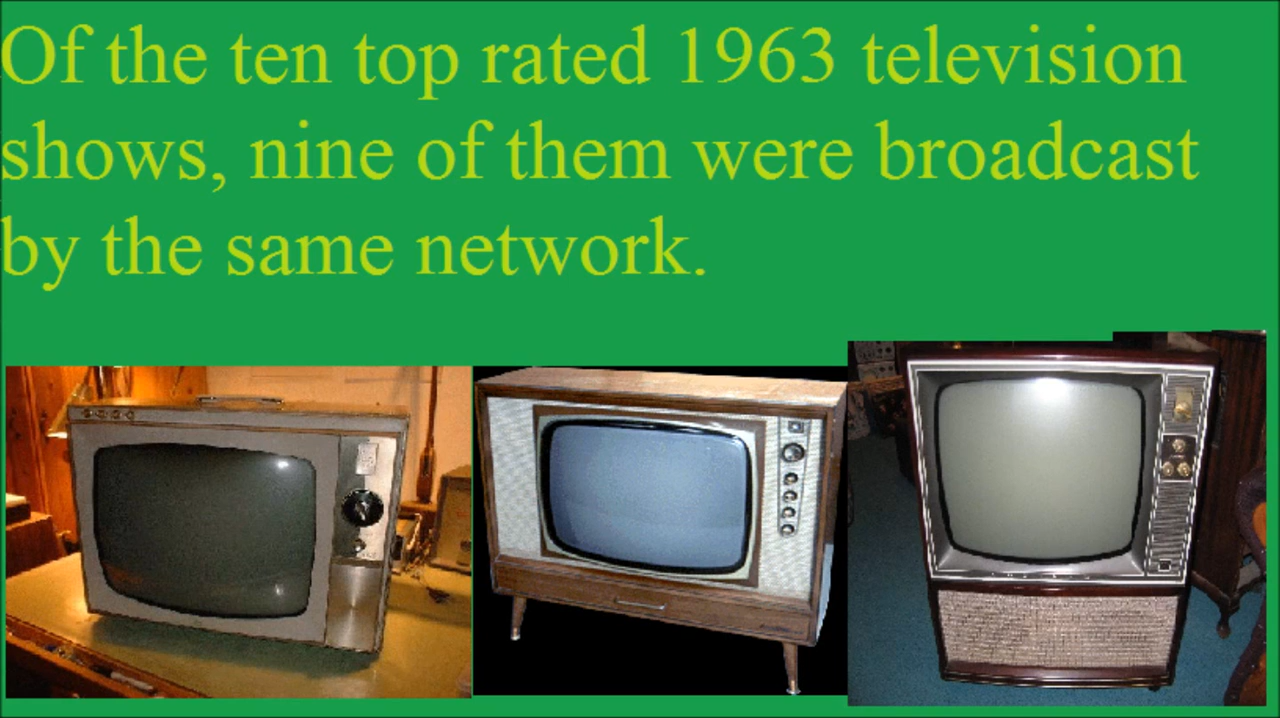 Of the ten top rated 1963 television
shows, nine of them were broadcast
by the same network.